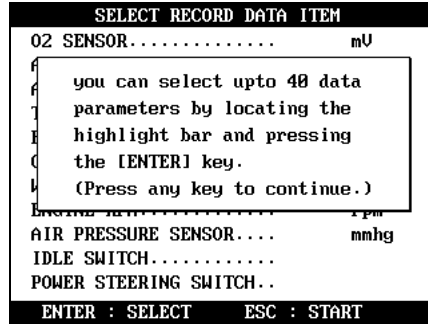 SELECT RECORD DATA ITEM
O2 SENSOR.............. mV
you can select upto 40 data
parameters by locating the
highlight bar and pressing
the [ENTER] key.
(Press any key to continue.)
AIR PRESSURE SENSOR.... mmhg
IDLE SWITCH............
POWER STEERING SWITCH..
ENTER : SELECT ESC : START